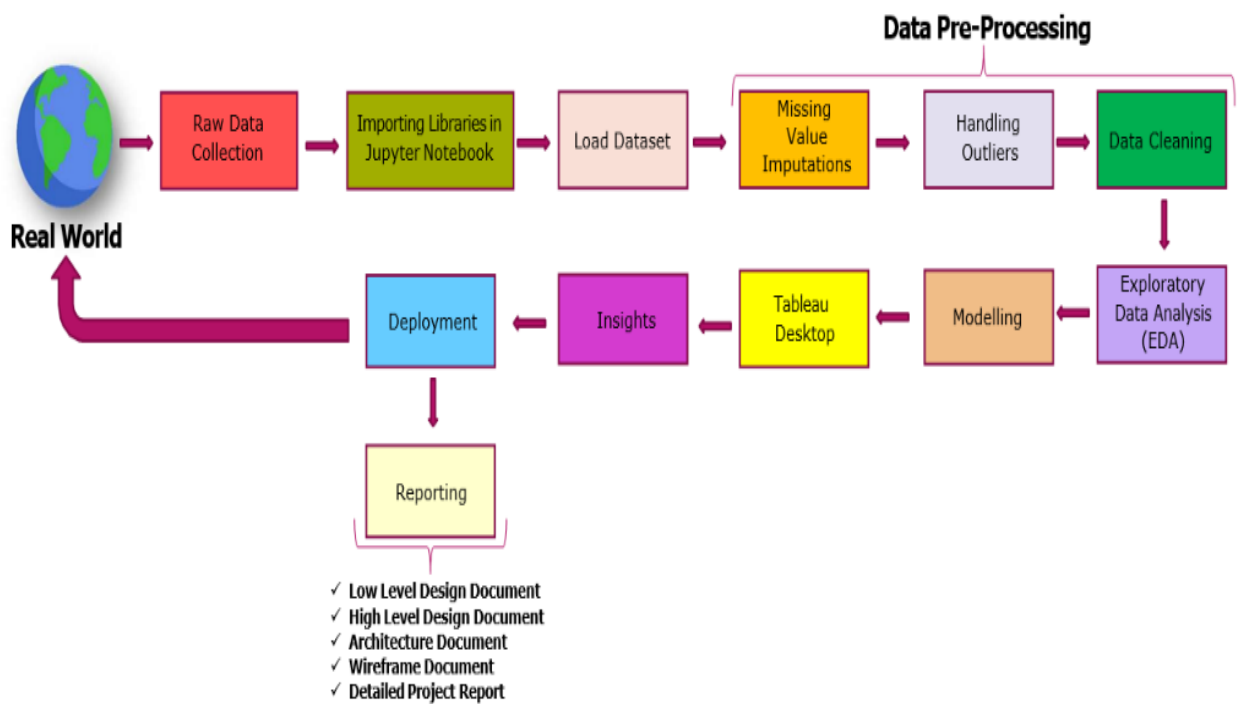 Data Pre-Processing
Raw Data
Collection
Importing Libraries in
Jupyter Notebook
Load Dataset
Missing
Value
Imputations
Handling
Outliers
Data Cleaning
Real World
Deployment
Insights
Tableau
Desktop
Modelling
Exploratory
Data Analysis
(EDA)
Reporting
✓ Low Level Design Document
✓ High Level Design Document
✓ Architecture Document
✓ Wireframe Document
✓ Detailed Project Report